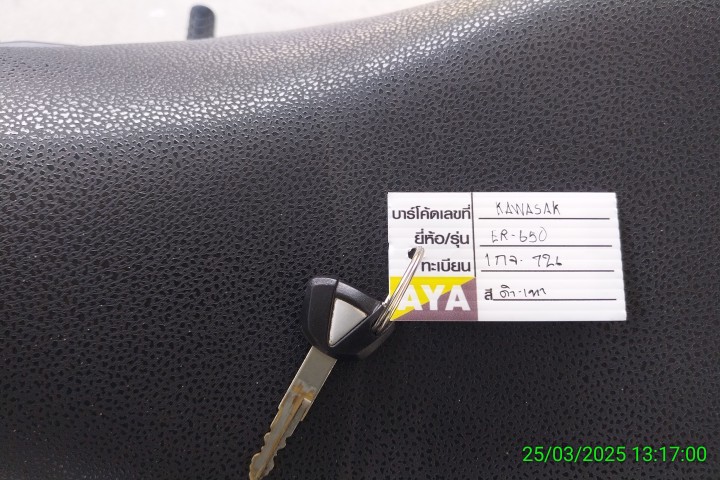 บาร์โค้ดเลขที่ KAWASAK
ยี่ห้อ/รุ่น ER-650
ทะเบียน 1กล-726
AYA สี ดำ-เทา
25/03/2025 13:17:00